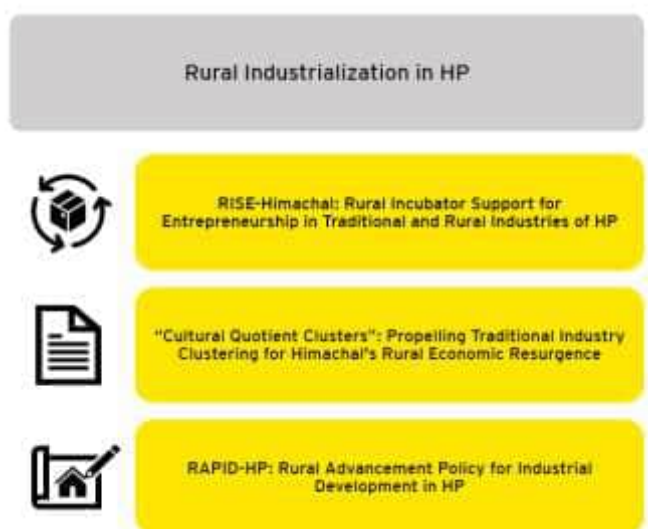 Rural Industrialization in HP
RISE-Himachal: Rural Incubator Support for
Entrepreneurship in Traditional and Rural Industries of HP
"Cultural Quotient Clusters": Propelling Traditional Industry
Clustering for Himachal's Rural Economic Resurgence
RAPID-HP: Rural Advancement Policy for Industrial
Development in HP